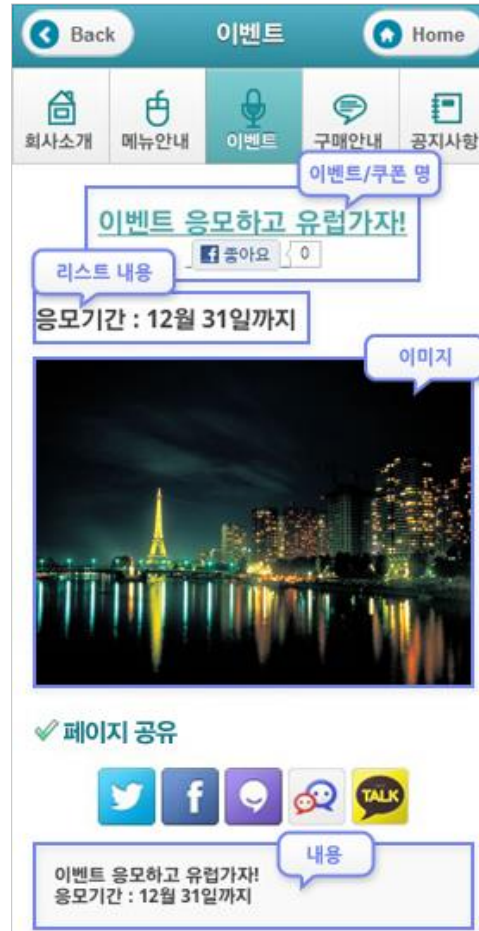 Back 이벤트 Home
회사소개 메뉴안내 이벤트 구매안내 공지사항
이벤트/쿠폰 명
이벤트 응모하고 유럽가자!
좋아요 0
리스트 내용
응모기간 : 12월 31일까지
이미지
페이지 공유
TALK
내용
이벤트 응모하고 유럽가자!
응모기간 : 12월 31일까지